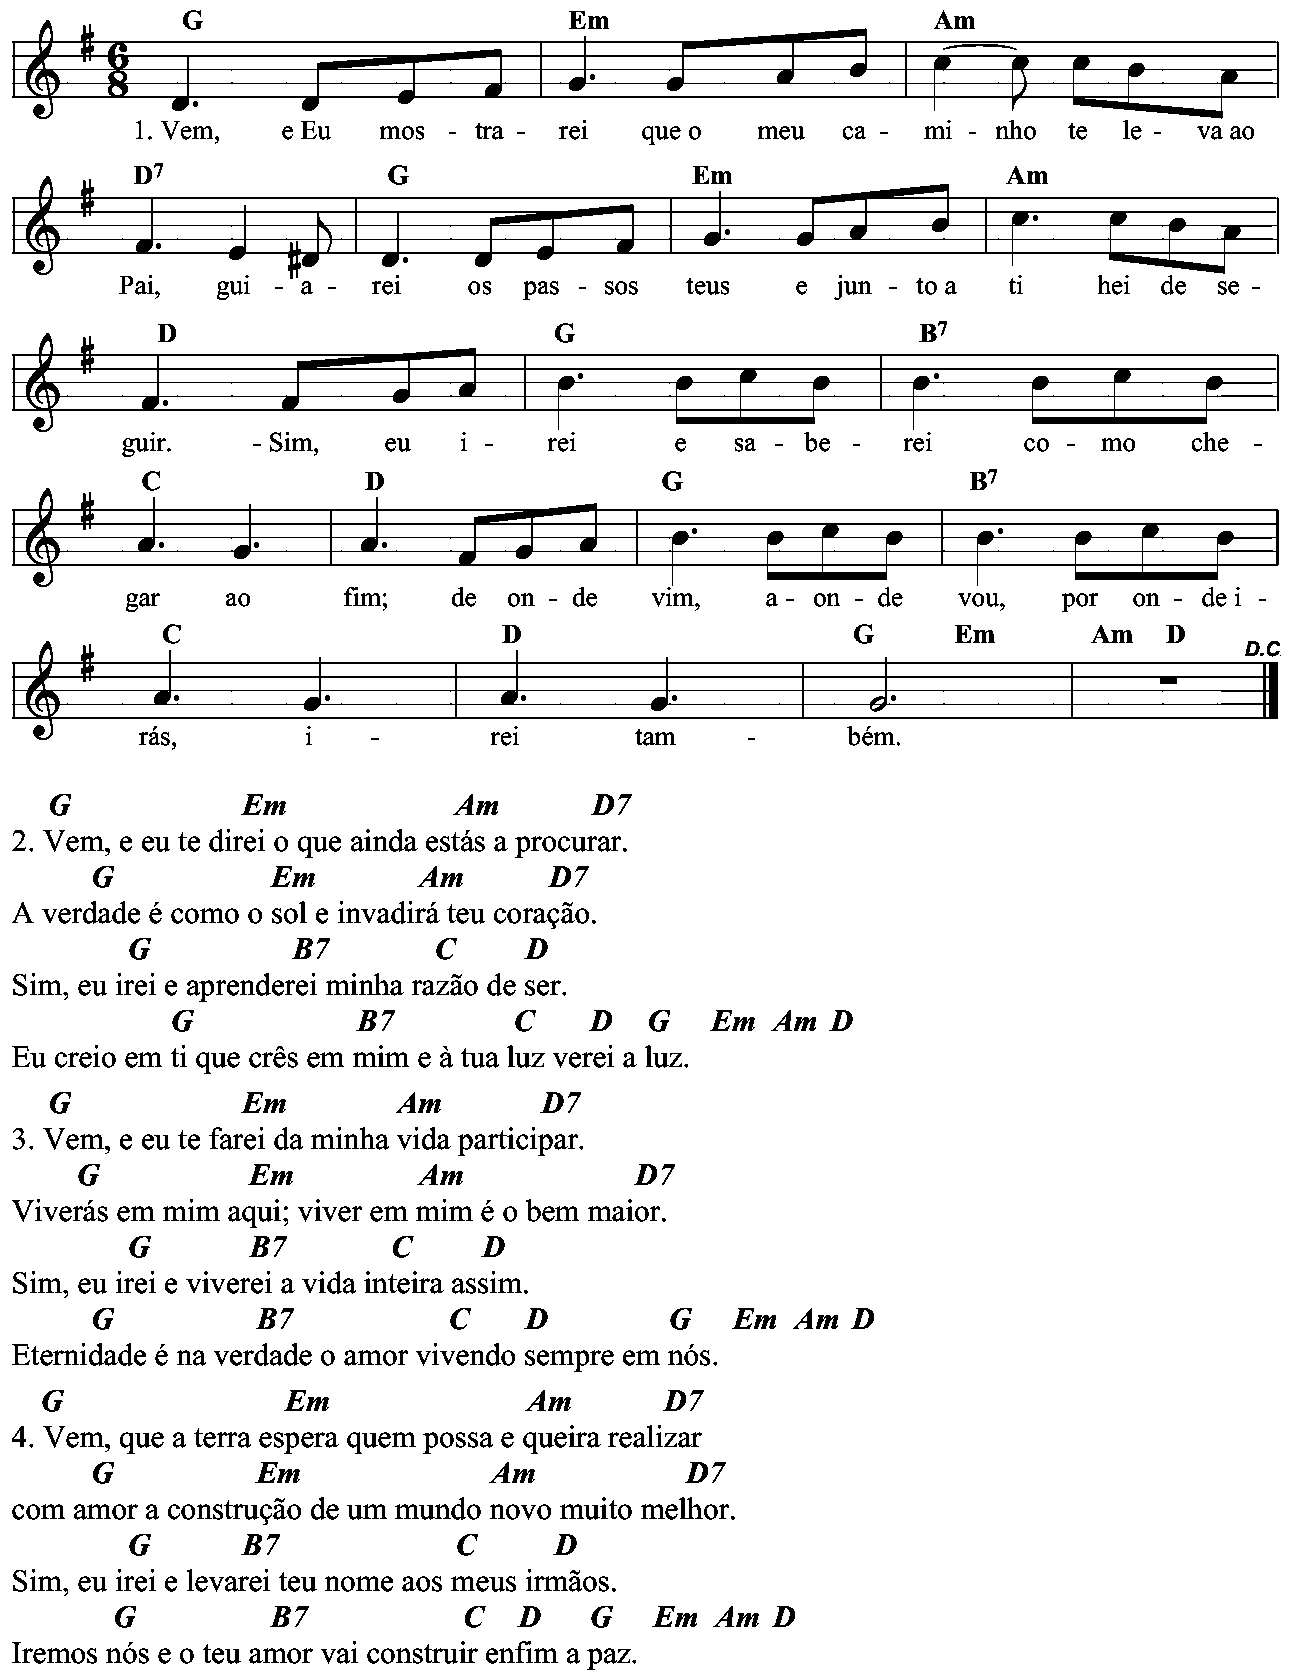 G Em Am
6
8
1. Vem, e Eu mos - tra - rei que o meu ca - mi - nho te le - va ao
D7 G Em Am
Pai, gui - a - rei os pas - sos teus e jun - to a ti hei de se -
D G B7
guir. - Sim, eu i - rei e sa - be - rei co - mo che -
C D G B7
gar ao fim; de on - de vim, a - on - de vou, por on - de i -
C D G Em Am D D.C.
rás, i - rei tam - bém.
G Em Am D7
2. Vem, e eu te direi o que ainda estás a procurar.
G Em Am D7
A verdade é como o sol e invadirá teu coração.
G B7 C D
Sim, eu irei e aprenderei minha razão de ser.
G B7 C D G Em Am D
Eu creio em ti que crês em mim e à tua luz verei a luz.
G Em Am D7
3. Vem, e eu te farei da minha vida participar.
G Em Am D7
Viverás em mim aqui; viver em mim é o bem maior.
G B7 C D
Sim, eu irei e viverei a vida inteira assim.
G B7 C D G Em Am D
Eternidade é na verdade o amor vivendo sempre em nós.
G Em Am D7
4. Vem, que a terra espera quem possa e queira realizar
G Em Am D7
com amor a construção de um mundo novo muito melhor.
G B7 C D
Sim, eu irei e levarei teu nome aos meus irmãos.
G B7 C D G Em Am D
Iremos nós e o teu amor vai construir enfim a paz.